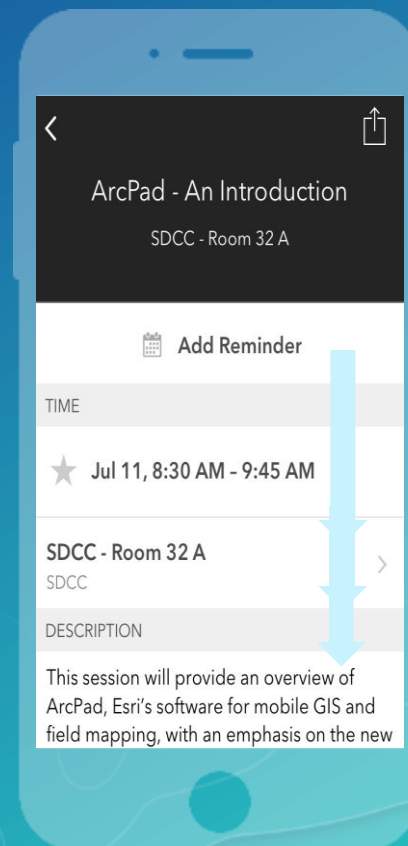 ArcPad - An Introduction
SDCC - Room 32 A
Add Reminder
TIME
Jul 11, 8:30 AM - 9:45 AM
SDCC - Room 32 A
SDCC
DESCRIPTION
This session will provide an overview of
ArcPad, Esri's software for mobile GIS and
field mapping, with an emphasis on the new